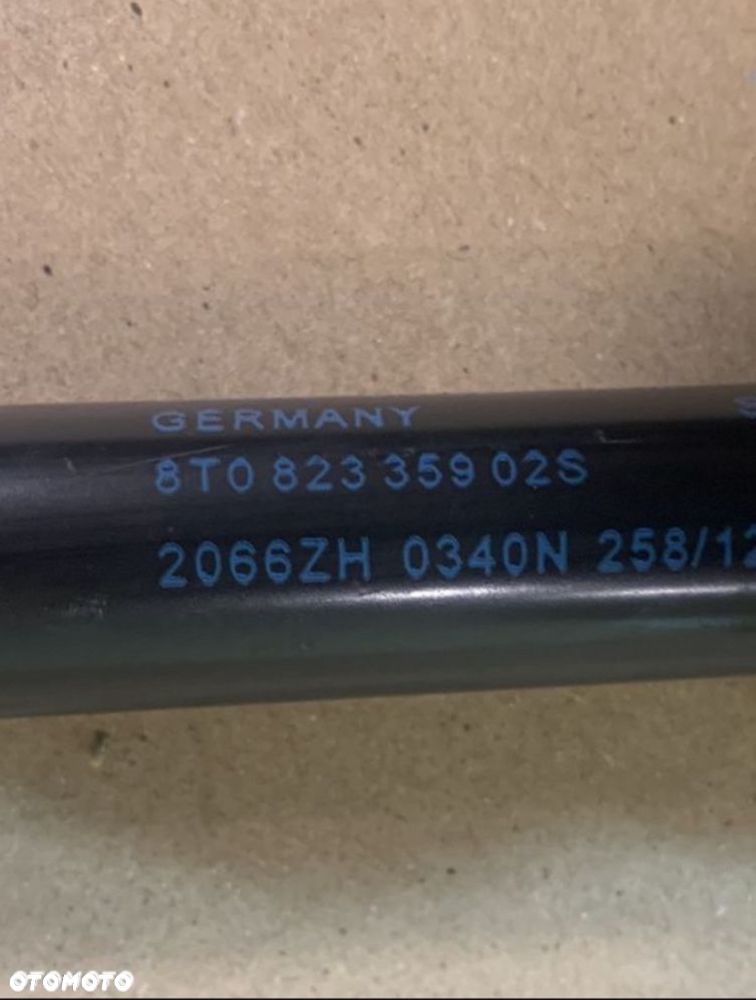 GERMANY
8T0 823 359 02S
2066ZH 0340N 258/12
OTOMOTO